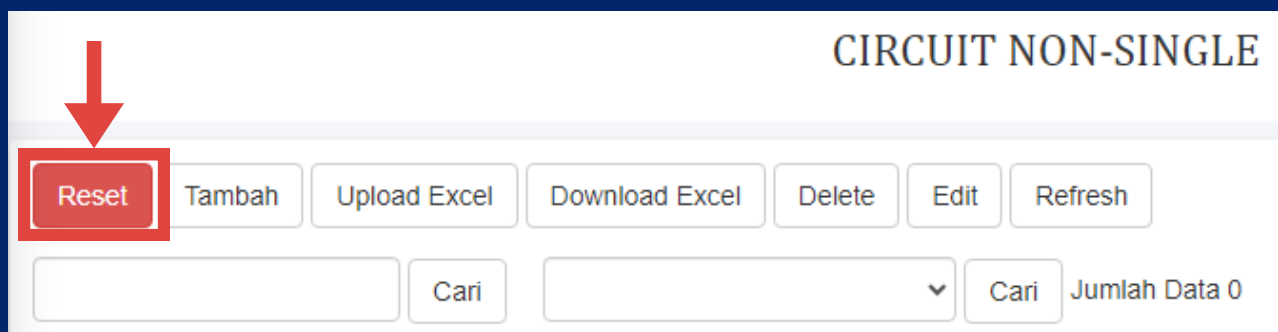 CIRCUIT NON-SINGLE
Reset Tambah Upload Excel Download Excel Delete Edit Refresh
Cari Cari Jumlah Data 0